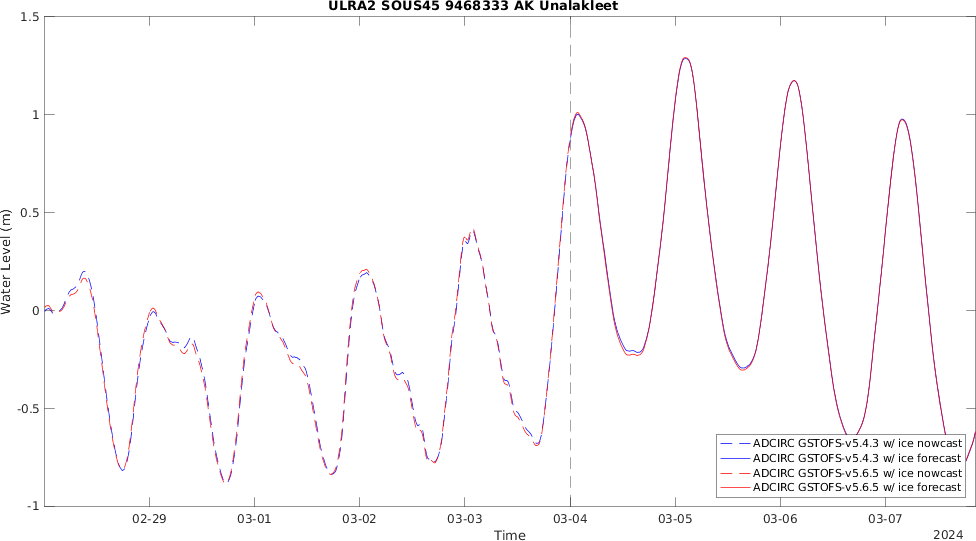 ULRA2 SOUS45 9468333 AK Unalakleet
1.5
1
0.5
0
-0.5
-1
Water Level (m)
02-29 03-01 03-02 03-03 03-04 03-05 03-06 03-07
Time
2024
ADCIRC GSTOFS-v5.4.3 w/ ice nowcast
ADCIRC GSTOFS-v5.4.3 w/ ice forecast
ADCIRC GSTOFS-v5.6.5 w/ ice nowcast
ADCIRC GSTOFS-v5.6.5 w/ ice forecast